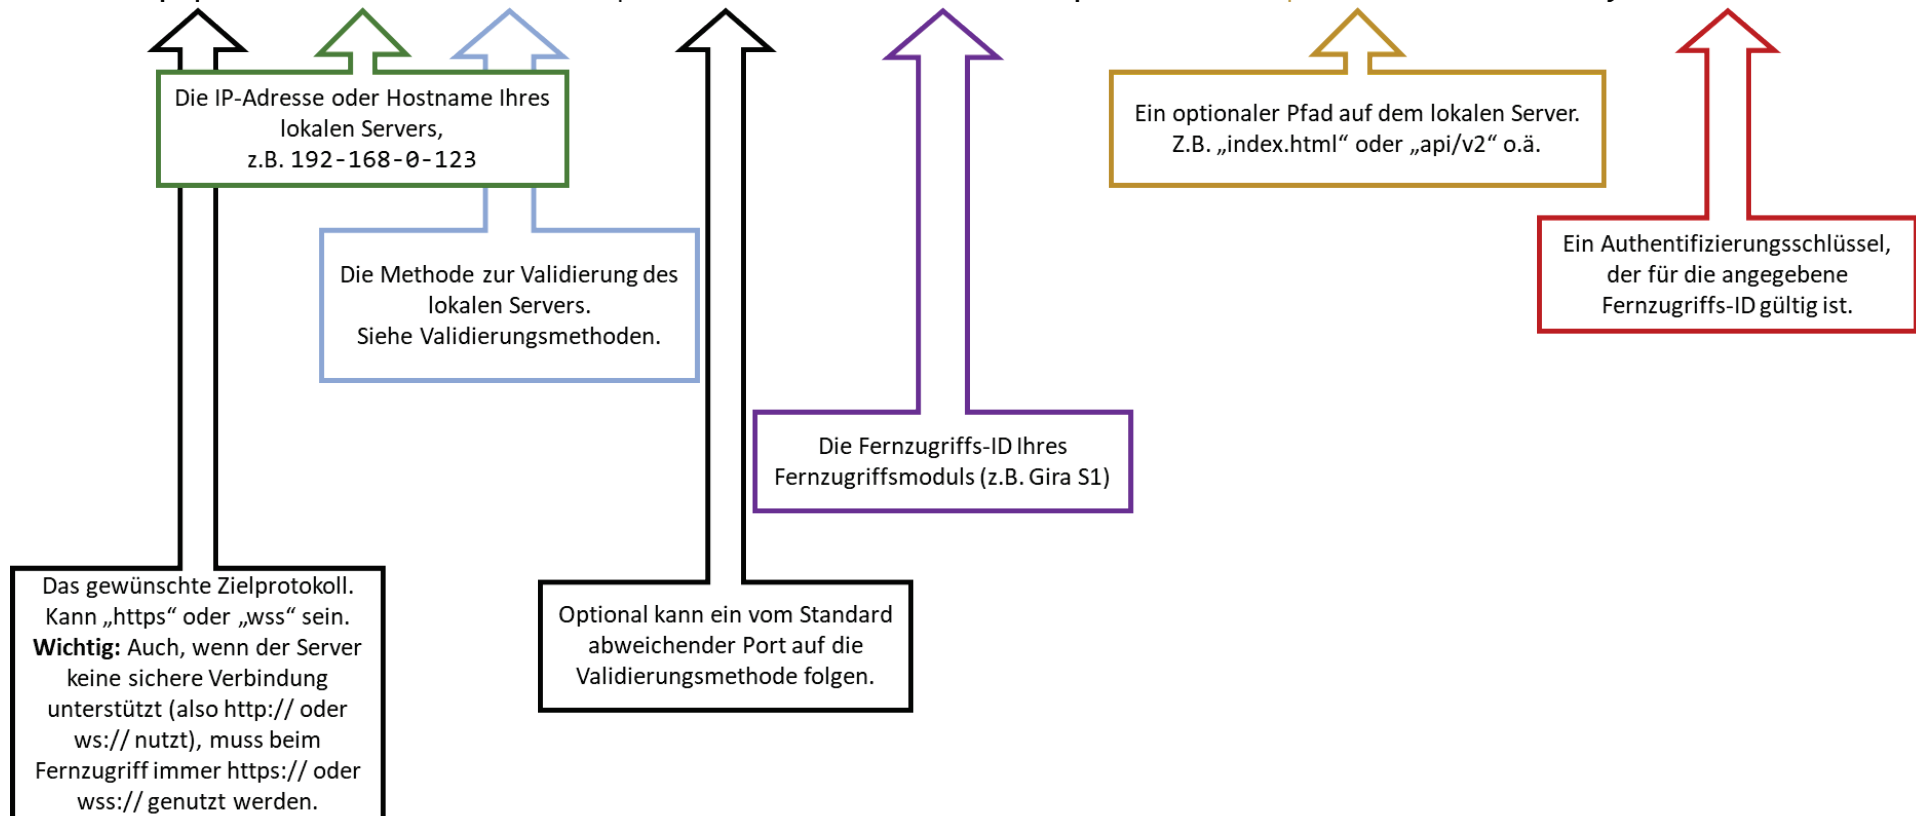 Die IP-Adresse oder Hostname Ihres
lokalen Servers,
z.B. 192-168-0-123
Ein optionaler Pfad auf dem lokalen Server.
Z.B. „index.html“ oder „api/v2“ o.ä.
Die Methode zur Validierung des
lokalen Servers.
Siehe Validierungsmethoden.
Ein Authentifizierungsschlüssel,
der für die angegebene
Fernzugriffs-ID gültig ist.
Die Fernzugriffs-ID Ihres
Fernzugriffsmoduls (z.B. Gira S1)
Das gewünschte Zielprotokoll.
Kann „https“ oder „wss“ sein.
Wichtig: Auch, wenn der Server
keine sichere Verbindung
unterstützt (also http:// oder
ws:// nutzt), muss beim
Fernzugriff immer https:// oder
wss:// genutzt werden.
Optional kann ein vom Standard
abweichender Port auf die
Validierungsmethode folgen.